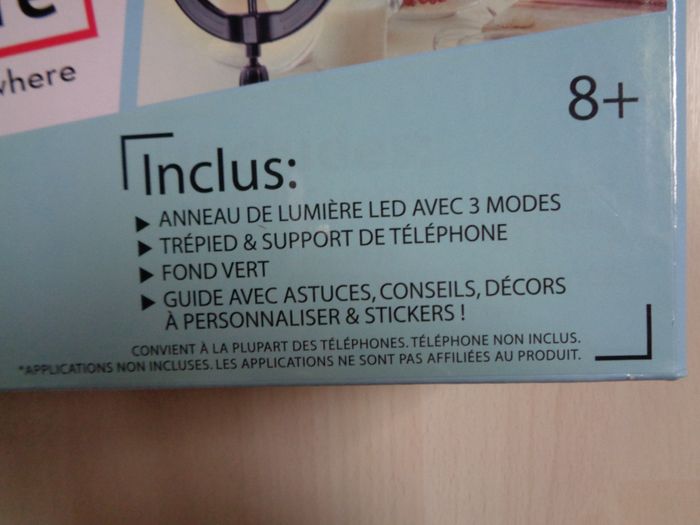 where
8+
Inclus:
▶ ANNEAU DE LUMIÈRE LED AVEC 3 MODES
▶ TRÉPIED & SUPPORT DE TÉLÉPHONE
▶ FOND VERT
▶ GUIDE AVEC ASTUCES, CONSEILS, DÉCORS
À PERSONNALISER & STICKERS !
CONVIENT À LA PLUPART DES TÉLÉPHONES. TÉLÉPHONE NON INCLUS.
*APPLICATIONS NON INCLUSES. LES APPLICATIONS NE SONT PAS AFFILIÉES AU PRODUIT.